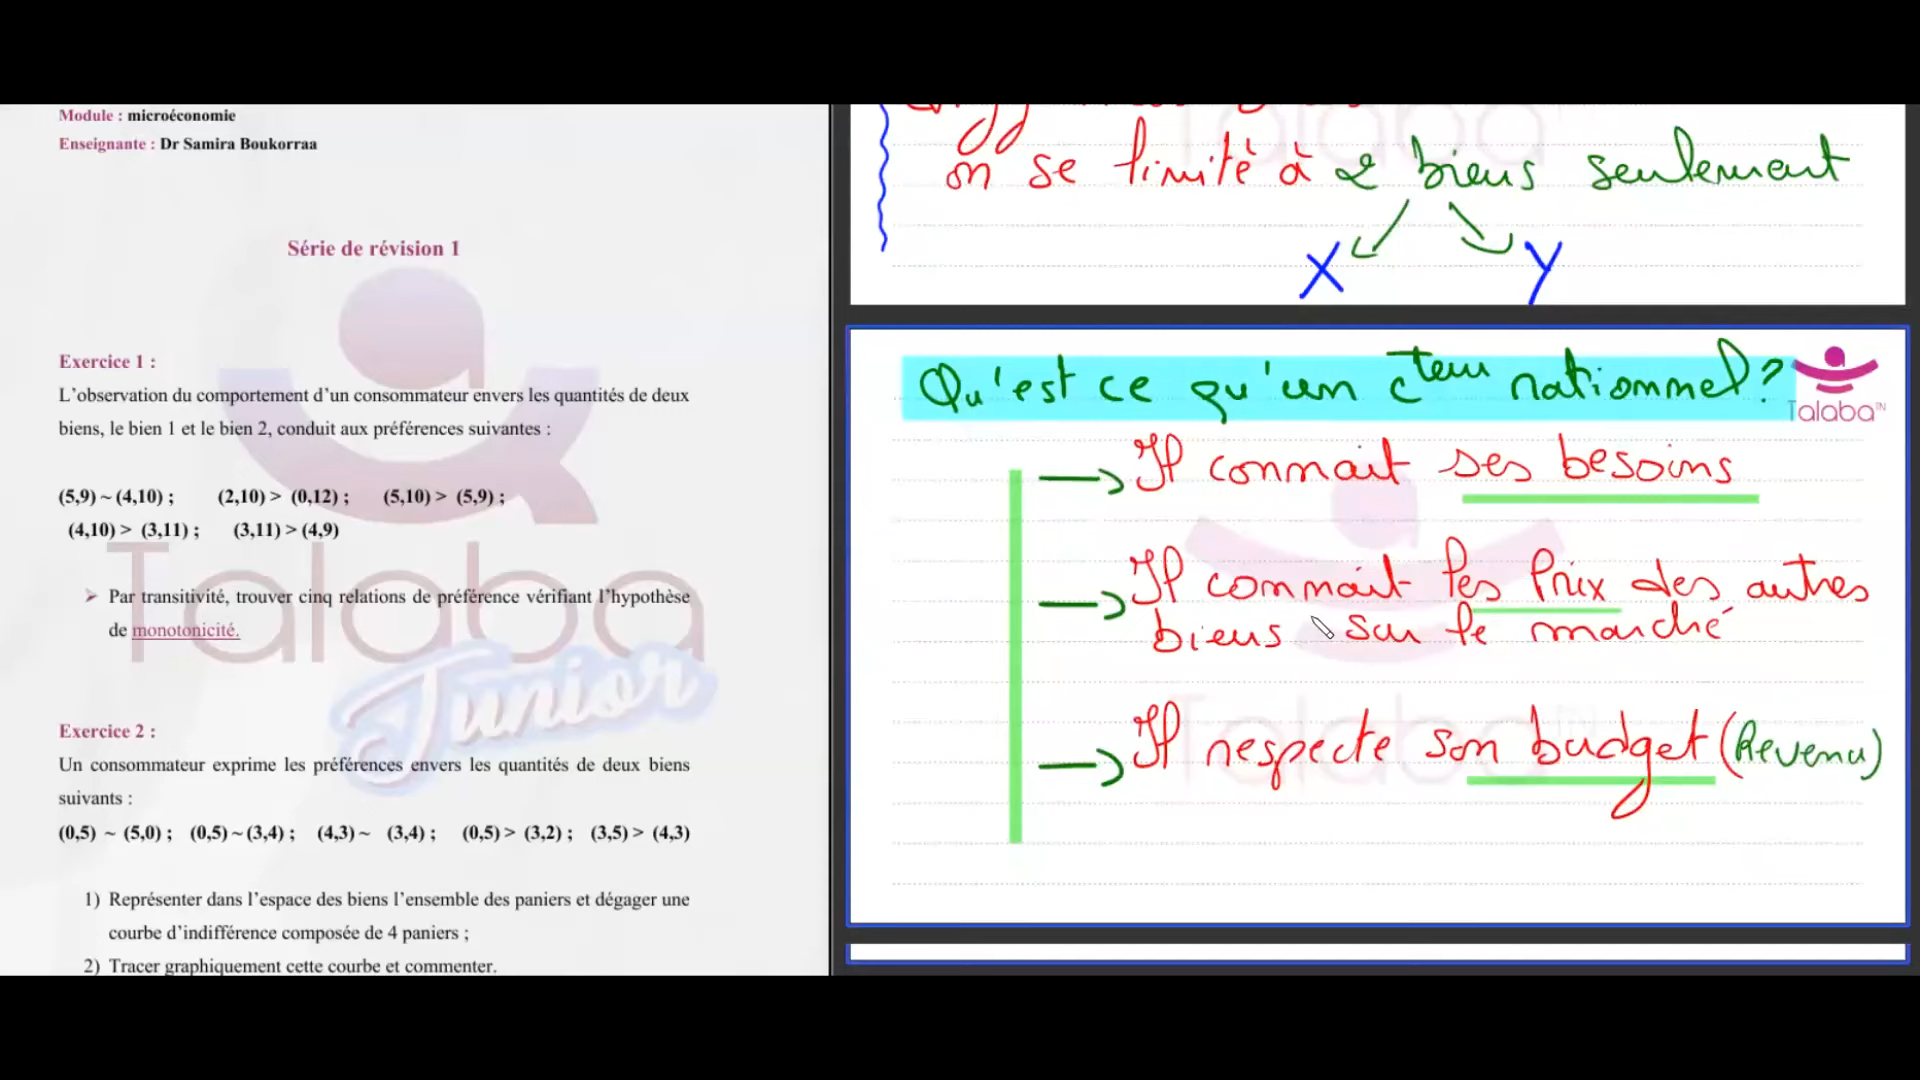 Module : microéconomie
Enseignante : Dr Samira Boukorraa
Série de révision 1
Exercice 1 :
L'observation du comportement d'un consommateur envers les quantités de deux
biens, le bien 1 et le bien 2, conduit aux préférences suivantes :
(5,9) ~ (4,10) ; (2,10) > (0,12) ; (5,10) > (5,9) ;
(4,10) > (3,11) ; (3,11) > (4,9)
➤ Par transitivité, trouver cinq relations de préférence vérifiant l'hypothèse
de monotonicité.
Talaba
Junior
Exercice 2 :
Un consommateur exprime les préférences envers les quantités de deux biens
suivants :
(0,5) ~ (5,0) ; (0,5) ~ (3,4) ; (4,3) ~ (3,4) ; (0,5) > (3,2) ; (3,5) > (4,3)
1) Représenter dans l'espace des biens l'ensemble des paniers et dégager une
courbe d'indifférence composée de 4 paniers ;
2) Tracer graphiquement cette courbe et commenter.
on se limite à 2 biens seulement
X Y
Qu'est ce qu'un cteur rationnel ?
Talaba TN
→ Il connait ses besoins
→ Il connait les Prix des autres
biens sur le marché
→ Il respecte son budget (Revenu)